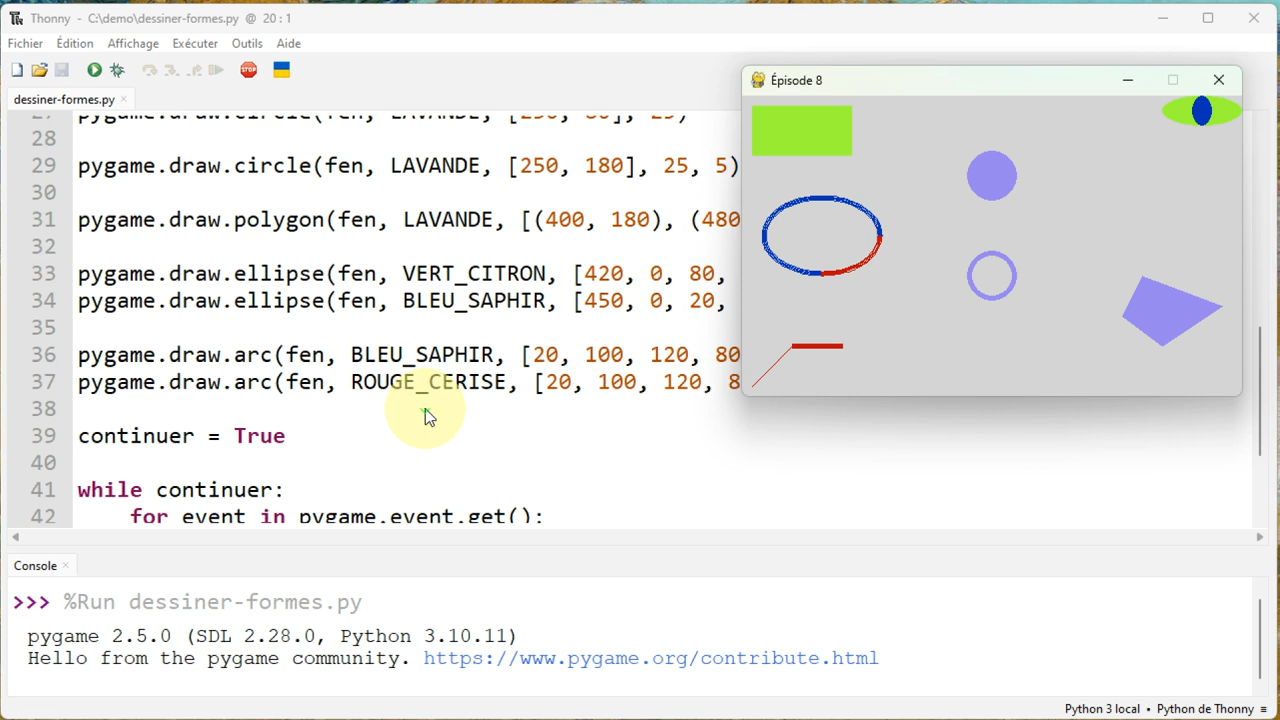 Thonny - C:\demo\dessiner-formes.py @ 20 : 1
Fichier Édition Affichage Exécuter Outils Aide
STOP
dessiner-formes.py
28
29 pygame.draw.circle(fen, LAVANDE, [250, 180], 25, 5)
30
31 pygame.draw.polygon(fen, LAVANDE, [(400, 180), (480
32
33 pygame.draw.ellipse(fen, VERT_CITRON, [420, 0, 80,
34 pygame.draw.ellipse(fen, BLEU_SAPHIR, [450, 0, 20,
35
36 pygame.draw.arc(fen, BLEU_SAPHIR, [20, 100, 120, 80
37 pygame.draw.arc(fen, ROUGE_CERISE, [20, 100, 120, 8
38
39 continuer = True
40
41 while continuer:
42 for event in pygame.event.get():
Épisode 8
Console
>>> %Run dessiner-formes.py
pygame 2.5.0 (SDL 2.28.0, Python 3.10.11)
Hello from the pygame community. https://www.pygame.org/contribute.html
Python 3 local • Python de Thonny ≡